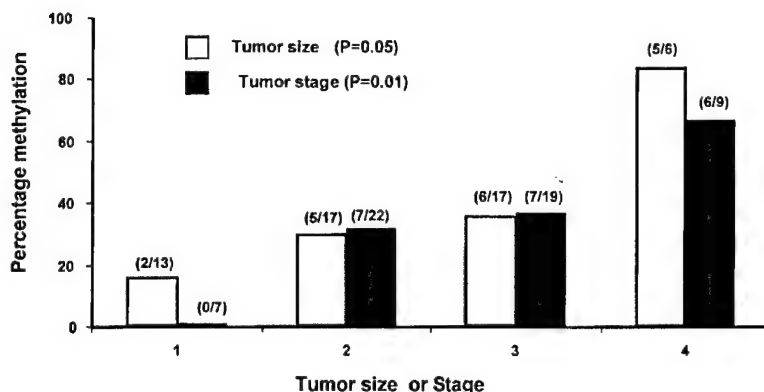 100
80
60
40
20
0
Percentage methylation
Tumor size (P=0.05)
Tumor stage (P=0.01)
(2/13)
(0/7)
(5/17) (7/22)
(6/17) (7/19)
(5/6)
(6/9)
1 2 3 4
Tumor size or Stage